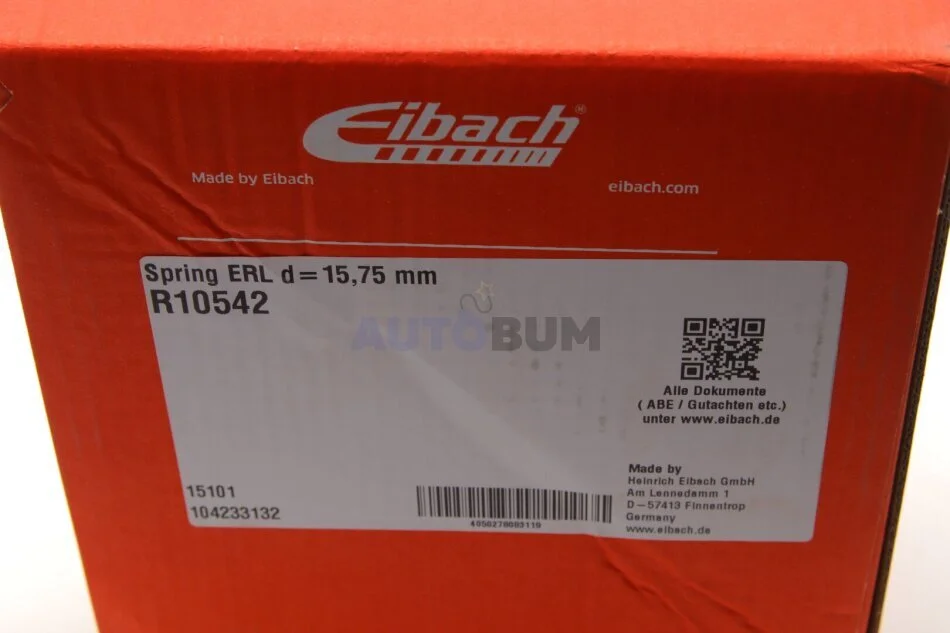 Eibach®
Made by Eibach
eibach.com
Spring ERL d=15,75 mm
R10542
AUTOBUM
Alle Dokumente
( ABE / Gutachten etc.)
unter www.eibach.de
15101
104233132
4050278083119
Made by
Heinrich Eibach GmbH
Am Lennedamm 1
D-57413 Finnentrop
Germany
www.eibach.de